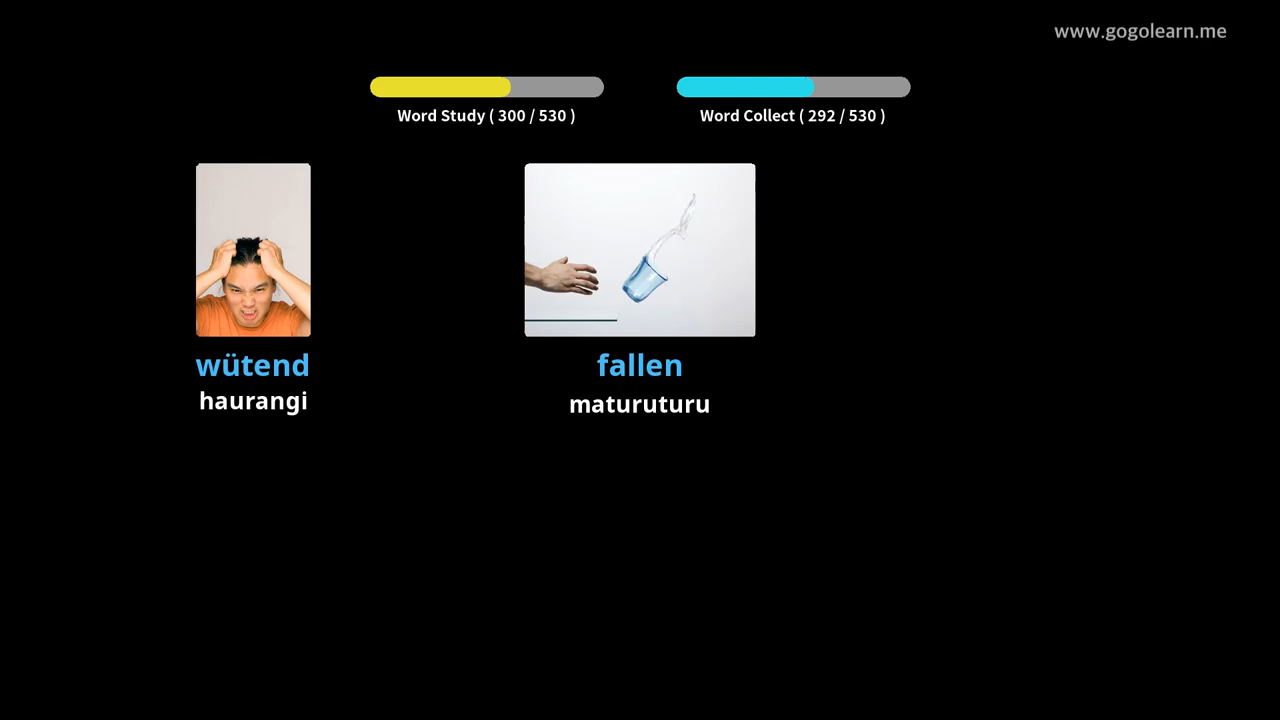 www.gogolearn.me
Word Study ( 300 / 530 )
Word Collect ( 292 / 530 )
wütend
haurangi
fallen
maturuturu